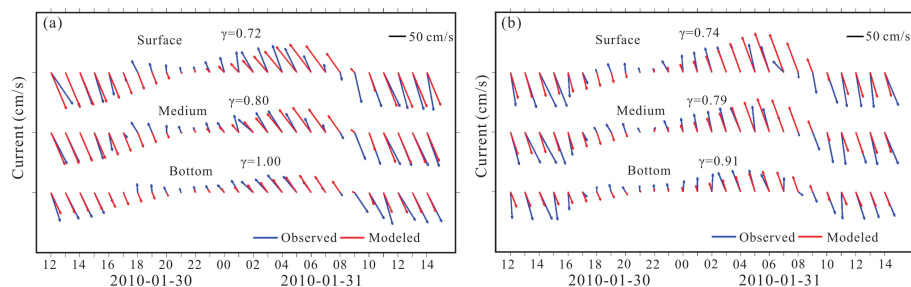 (a)
γ=0.72
Surface
50 cm/s
γ=0.80
Medium
γ=1.00
Bottom
Observed
Modeled
Current (cm/s)
12 14 16 18 20 22 00 02 04 06 08 10 12 14
2010-01-30
2010-01-31
(b)
γ=0.74
Surface
50 cm/s
γ=0.79
Medium
γ=0.91
Bottom
Observed
Modeled
Current (cm/s)
12 14 16 18 20 22 00 02 04 06 08 10 12 14
2010-01-30
2010-01-31